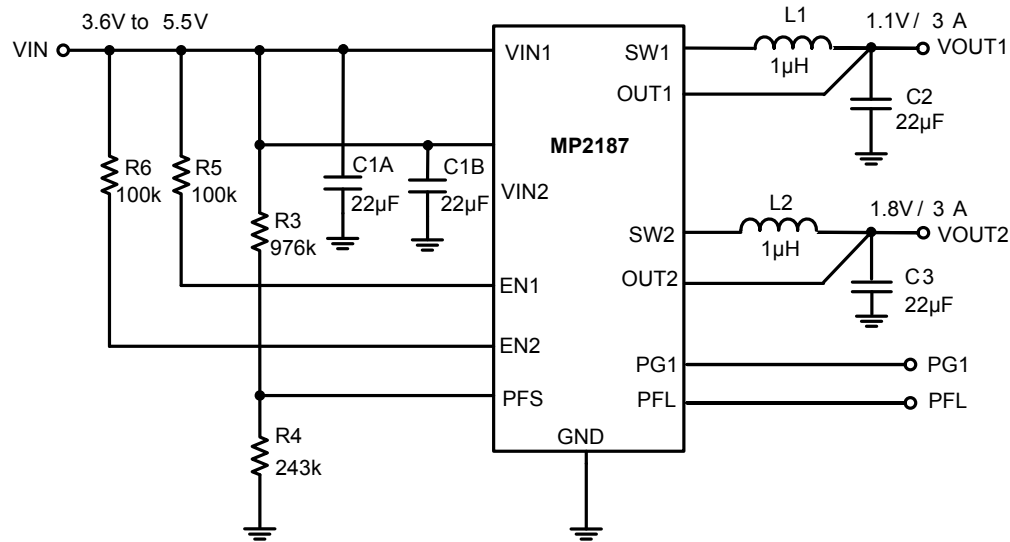 3.6V to 5.5V
VIN
R6
100k
R5
100k
R3
976k
R4
243k
C1A
22µF
C1B
22µF
VIN1
VIN2
EN1
EN2
PFS
GND
MP2187
SW1
OUT1
SW2
OUT2
PG1
PFL
L1
1µH
1.1V / 3 A
VOUT1
C2
22µF
L2
1µH
1.8V / 3 A
VOUT2
C3
22µF
PG1
PFL